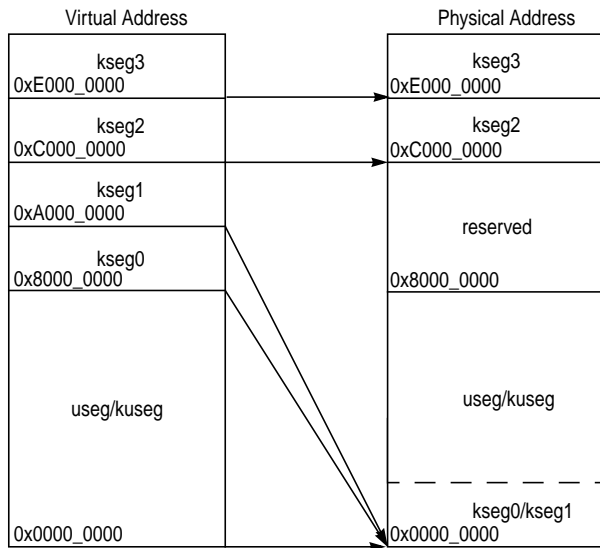 Virtual Address
kseg3
0xE000_0000
kseg2
0xC000_0000
kseg1
0xA000_0000
kseg0
0x8000_0000
useg/kuseg
0x0000_0000
Physical Address
kseg3
0xE000_0000
kseg2
0xC000_0000
reserved
0x8000_0000
useg/kuseg
kseg0/kseg1
0x0000_0000